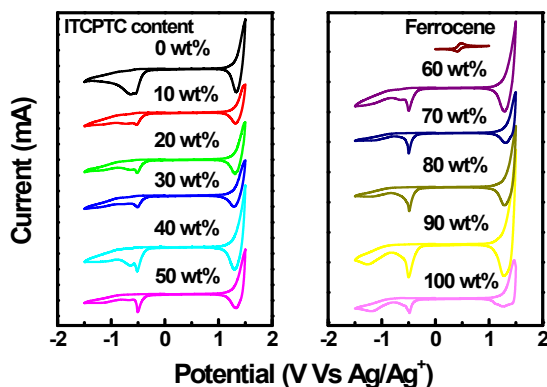 ITCPTC content
0 wt%
10 wt%
20 wt%
30 wt%
40 wt%
50 wt%
Ferrocene
60 wt%
70 wt%
80 wt%
90 wt%
100 wt%
Current (mA)
-2 -1 0 1 2
-2 -1 0 1 2
Potential (V Vs Ag/Ag⁺)